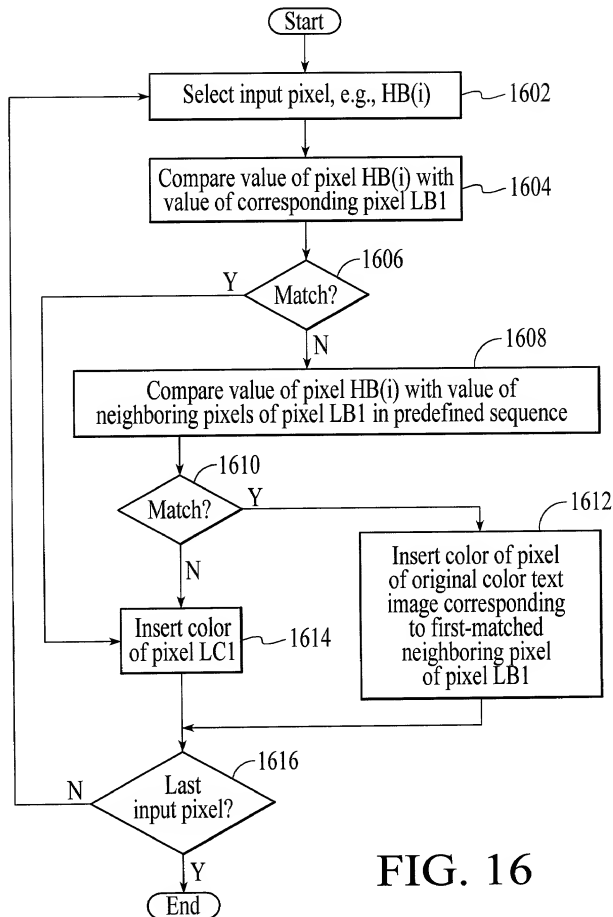 Start
Select input pixel, e.g., HB(i)
1602
Compare value of pixel HB(i) with
value of corresponding pixel LB1
1604
1606
Y
Match?
N
1608
Compare value of pixel HB(i) with value of
neighboring pixels of pixel LB1 in predefined sequence
1610
Match?
Y
1612
N
Insert color of pixel
of original color text
image corresponding
to first-matched
neighboring pixel
of pixel LB1
Insert color
of pixel LC1
1614
1616
N
Last
input pixel?
Y
End
FIG. 16